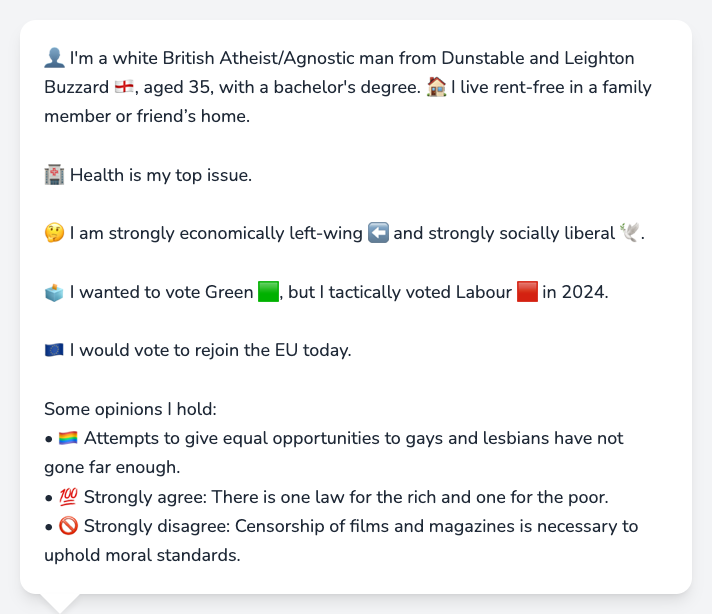 👤 I'm a white British Atheist/Agnostic man from Dunstable and Leighton
Buzzard 🏴󠁧󠁢󠁥󠁮󠁧󠁿, aged 35, with a bachelor's degree. 🏠 I live rent-free in a family
member or friend’s home.
🏥 Health is my top issue.
🤔 I am strongly economically left-wing ⬅️ and strongly socially liberal 🕊️.
🗳️ I wanted to vote Green 🟩, but I tactically voted Labour 🟥 in 2024.
🇪🇺 I would vote to rejoin the EU today.
Some opinions I hold:
• 🏳️‍🌈 Attempts to give equal opportunities to gays and lesbians have not
gone far enough.
• 💯 Strongly agree: There is one law for the rich and one for the poor.
• 🚫 Strongly disagree: Censorship of films and magazines is necessary to
uphold moral standards.